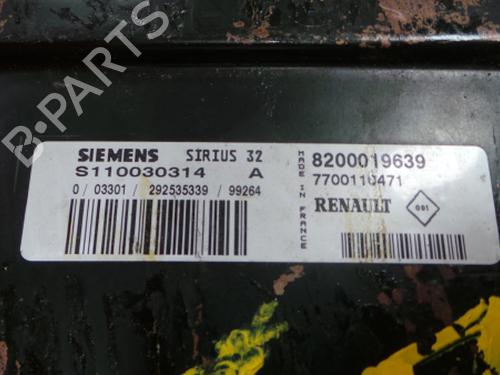 B-PARTS
SIEMENS SIRIUS 32
S110030314 A
0 / 03301 / 292535339 / 99264
MADE IN FRANCE
8200019639
7700110471
RENAULT 001